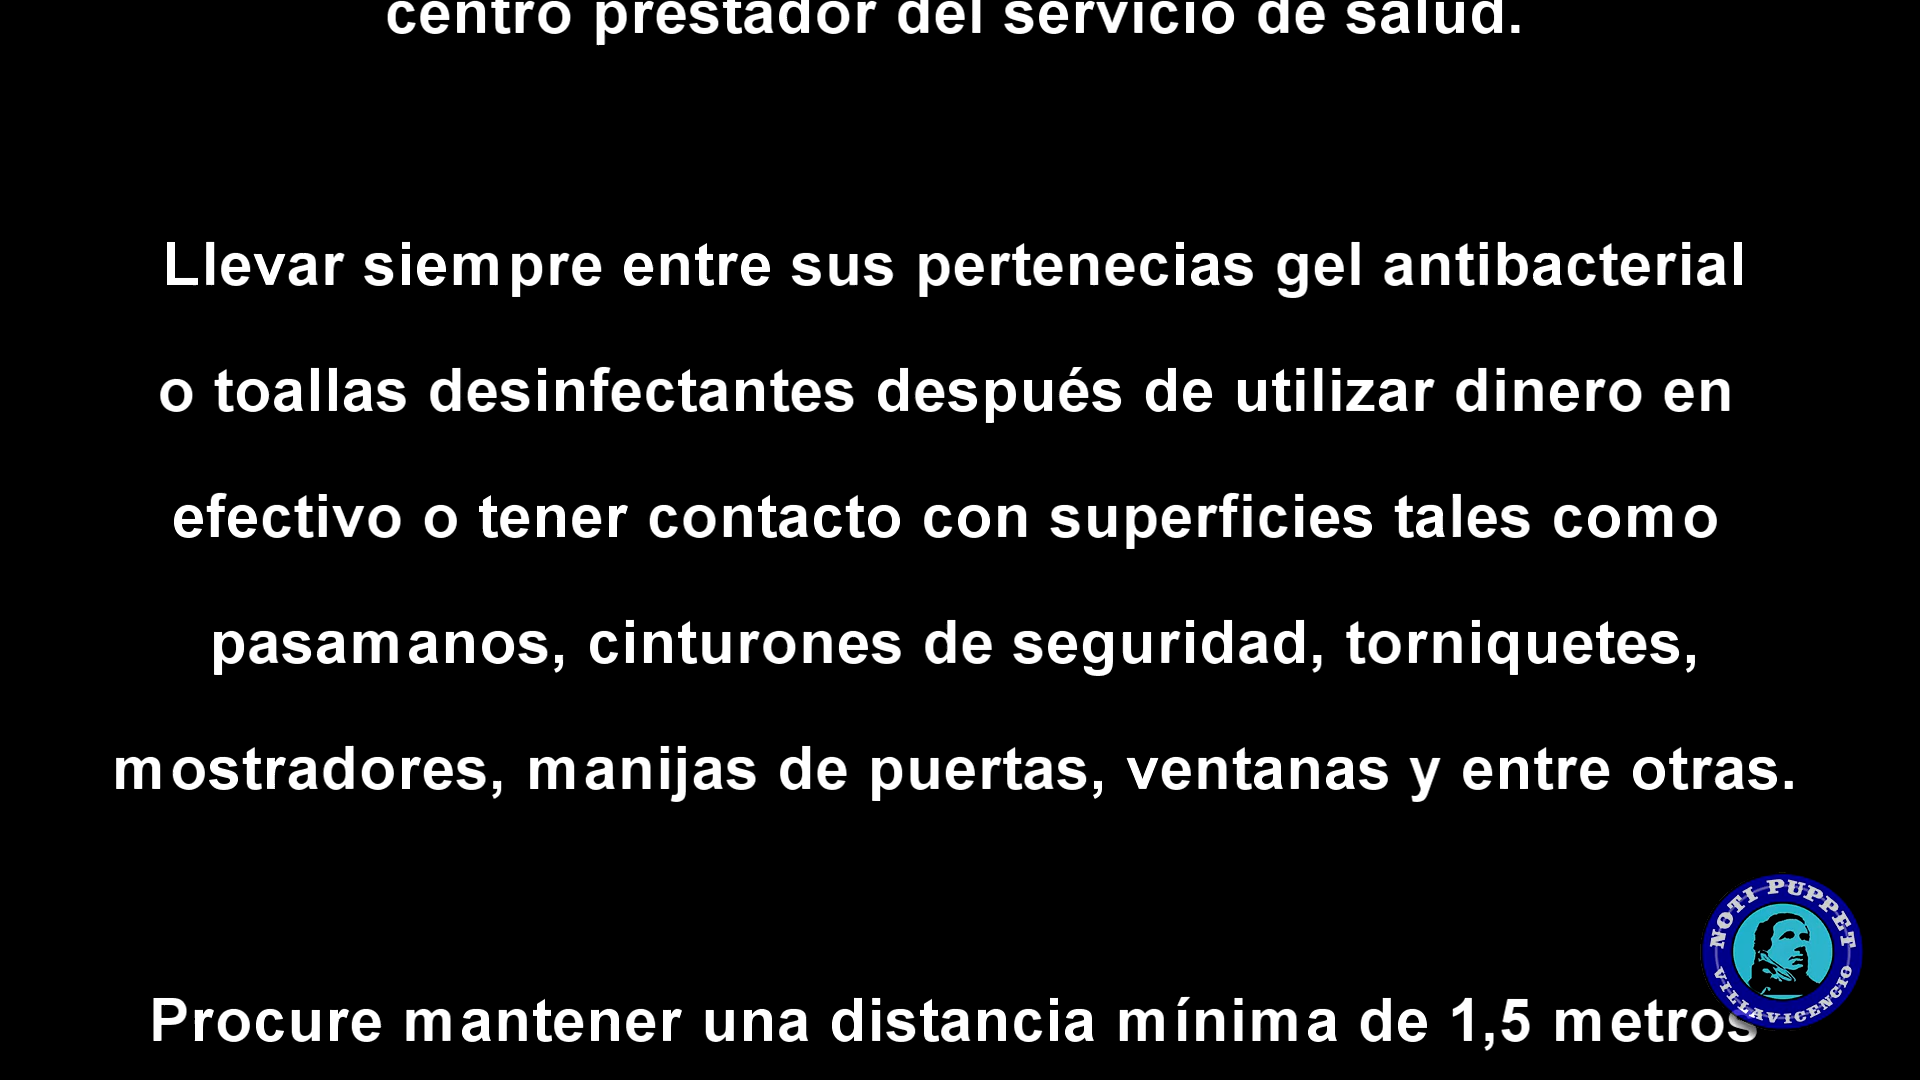 centro prestador del servicio de salud.
Llevar siempre entre sus pertenecias gel antibacterial
o toallas desinfectantes después de utilizar dinero en
efectivo o tener contacto con superficies tales como
pasamanos, cinturones de seguridad, torniquetes,
mostradores, manijas de puertas, ventanas y entre otras.
NOTI PUPPET
VILLAVICENCIO
Procure mantener una distancia mínima de 1,5 metros